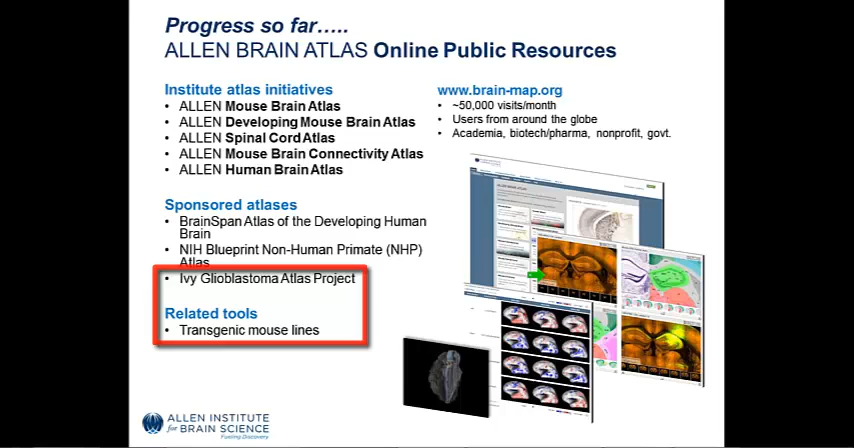 Progress so far…..
ALLEN BRAIN ATLAS Online Public Resources
Institute atlas initiatives
• ALLEN Mouse Brain Atlas
• ALLEN Developing Mouse Brain Atlas
• ALLEN Spinal Cord Atlas
• ALLEN Mouse Brain Connectivity Atlas
• ALLEN Human Brain Atlas
Sponsored atlases
• BrainSpan Atlas of the Developing Human
Brain
• NIH Blueprint Non-Human Primate (NHP)
Atlas
• Ivy Glioblastoma Atlas Project
Related tools
• Transgenic mouse lines
www.brain-map.org
• ~50,000 visits/month
• Users from around the globe
• Academia, biotech/pharma, nonprofit, govt.
ALLEN BRAIN ATLAS
ALLEN INSTITUTE
for BRAIN SCIENCE
Fueling Discovery